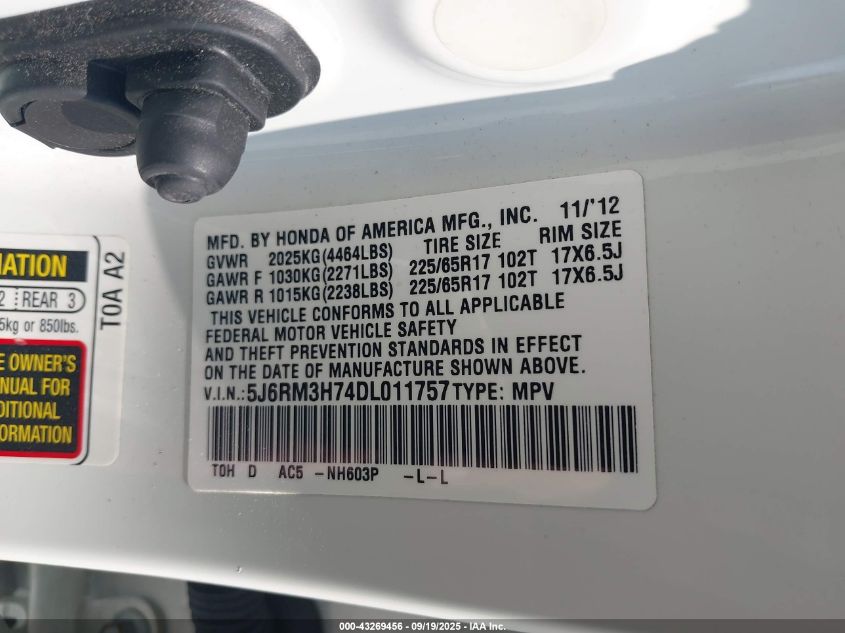 MATION
2 REAR 3
5kg or 850lbs.
E OWNER'S
NUAL FOR
DITIONAL
FORMATION
T0A A2
MFD. BY HONDA OF AMERICA MFG., INC. 11/'12
GVWR 2025KG(4464LBS) TIRE SIZE RIM SIZE
GAWR F 1030KG(2271LBS) 225/65R17 102T 17X6.5J
GAWR R 1015KG(2238LBS) 225/65R17 102T 17X6.5J
THIS VEHICLE CONFORMS TO ALL APPLICABLE
FEDERAL MOTOR VEHICLE SAFETY
AND THEFT PREVENTION STANDARDS IN EFFECT
ON THE DATE OF MANUFACTURE SHOWN ABOVE.
V.I.N.:5J6RM3H74DL011757 TYPE: MPV
T0H D AC5 -NH603P -L-L
000-43269456 - 09/19/2025 - IAA Inc.